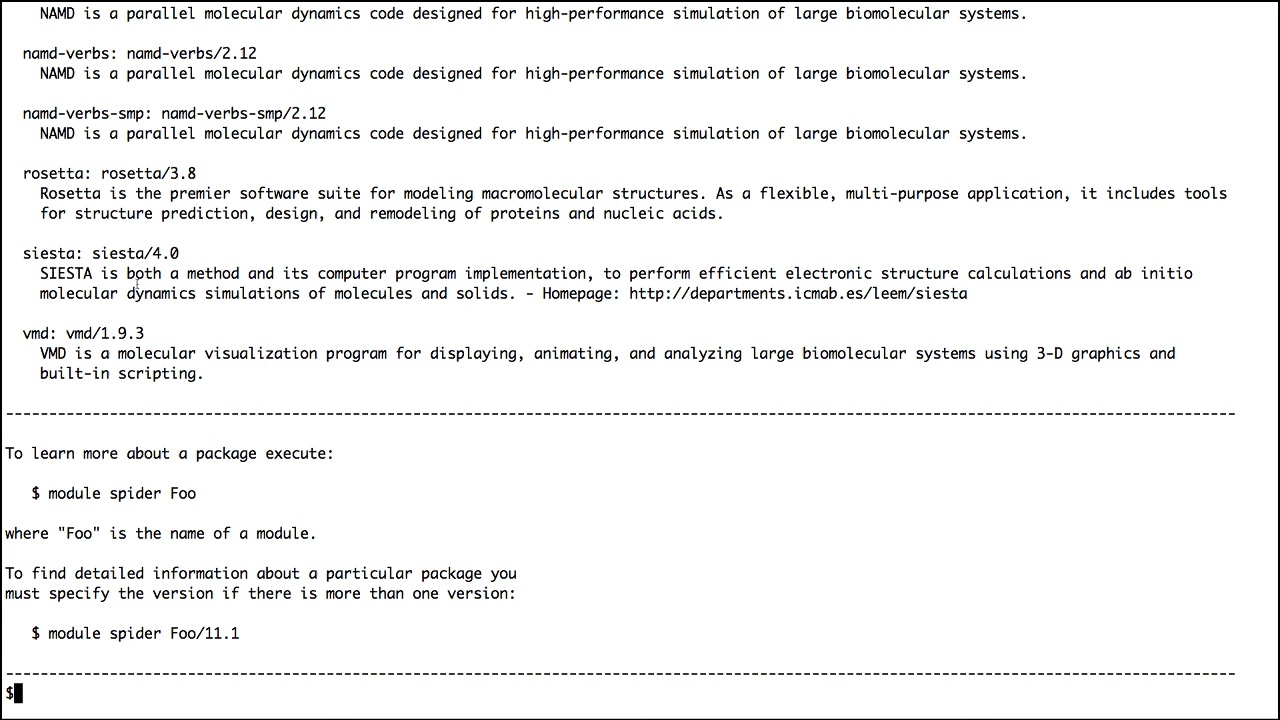 NAMD is a parallel molecular dynamics code designed for high-performance simulation of large biomolecular systems.
namd-verbs: namd-verbs/2.12
NAMD is a parallel molecular dynamics code designed for high-performance simulation of large biomolecular systems.
namd-verbs-smp: namd-verbs-smp/2.12
NAMD is a parallel molecular dynamics code designed for high-performance simulation of large biomolecular systems.
rosetta: rosetta/3.8
Rosetta is the premier software suite for modeling macromolecular structures. As a flexible, multi-purpose application, it includes tools
for structure prediction, design, and remodeling of proteins and nucleic acids.
siesta: siesta/4.0
SIESTA is both a method and its computer program implementation, to perform efficient electronic structure calculations and ab initio
molecular dynamics simulations of molecules and solids. - Homepage: http://departments.icmab.es/leem/siesta
vmd: vmd/1.9.3
VMD is a molecular visualization program for displaying, animating, and analyzing large biomolecular systems using 3-D graphics and
built-in scripting.
----------------------------------------------------------------------------------------------------------------------------------------------
To learn more about a package execute:
$ module spider Foo
where "Foo" is the name of a module.
To find detailed information about a particular package you
must specify the version if there is more than one version:
$ module spider Foo/11.1
----------------------------------------------------------------------------------------------------------------------------------------------
$